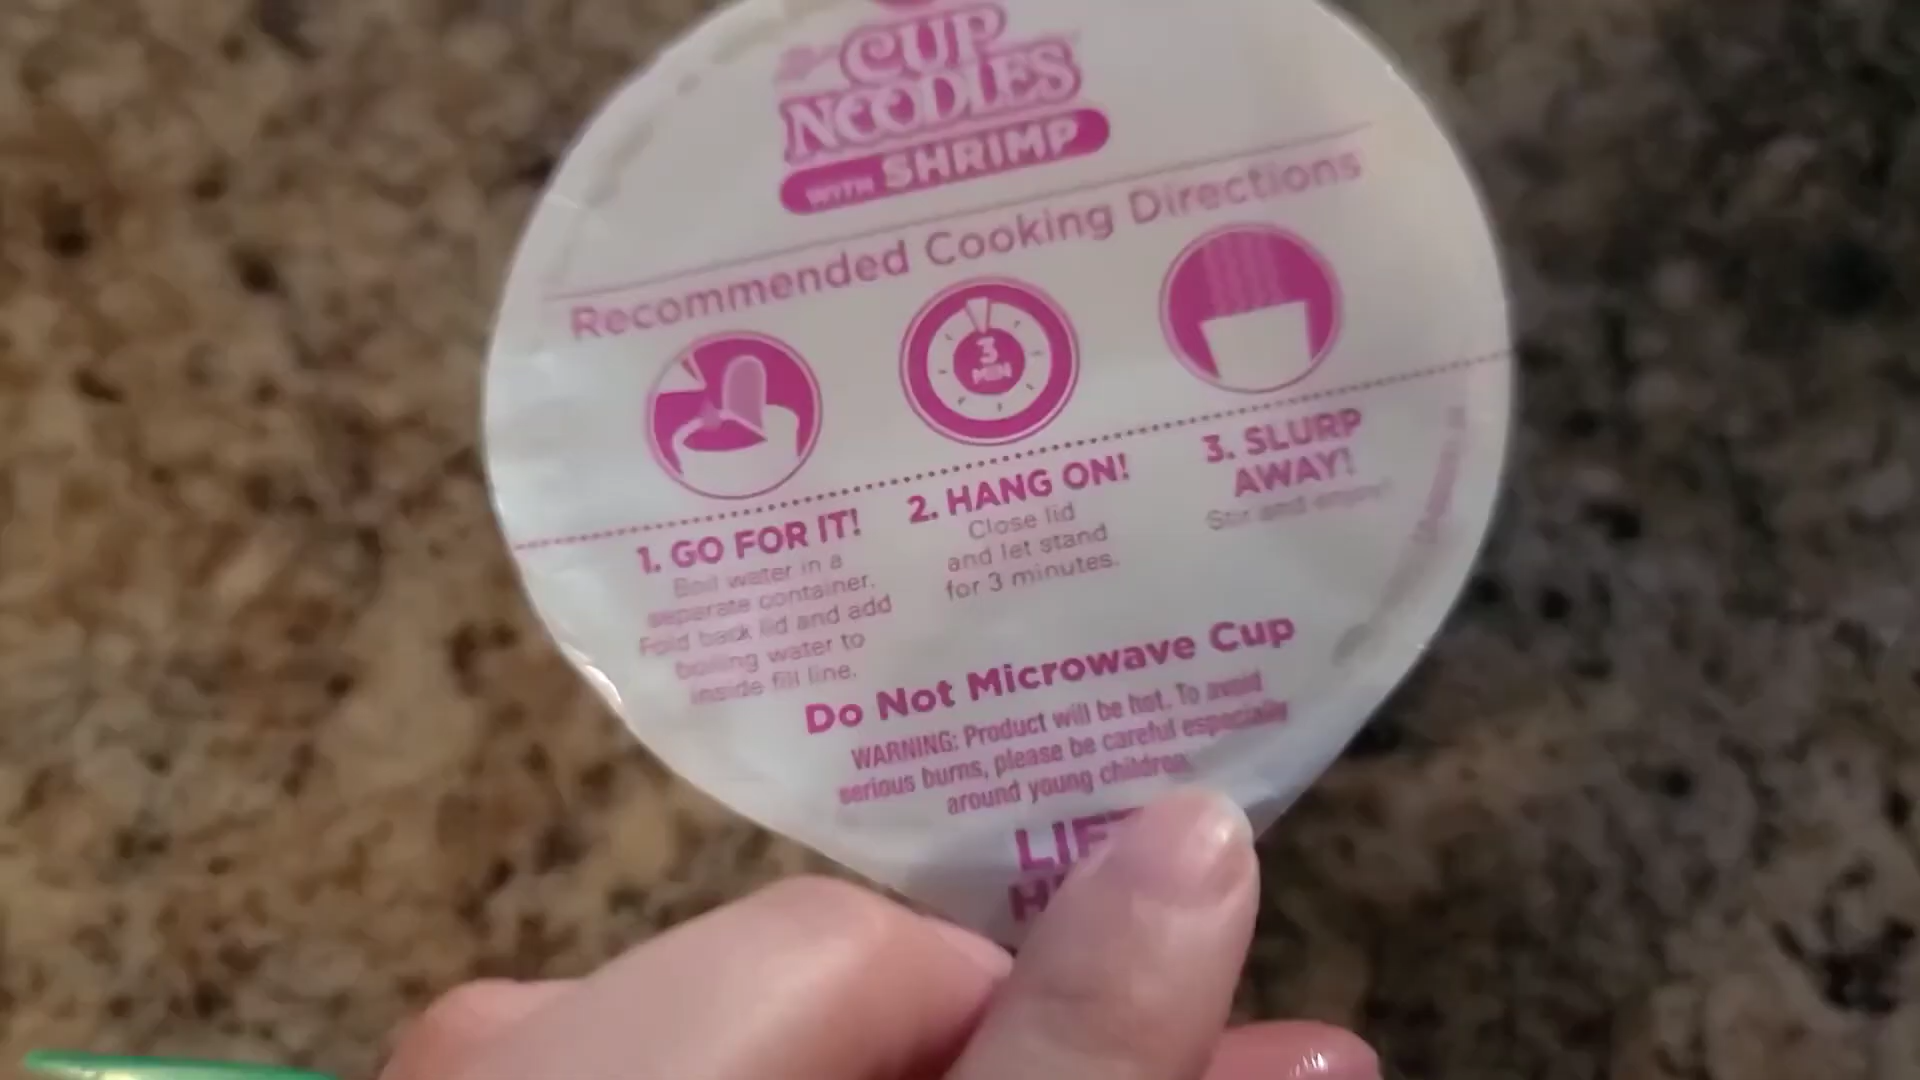 CUP
NOODLES
WITH SHRIMP
Recommended Cooking Directions
3
MIN
1. GO FOR IT!
Boil water in a
separate container.
Fold back lid and add
boiling water to
inside fill line.
2. HANG ON!
Close lid
and let stand
for 3 minutes.
3. SLURP
AWAY!
Stir and enjoy!
Do Not Microwave Cup
WARNING: Product will be hot. To avoid
serious burns, please be careful especially
around young children.
LIFT